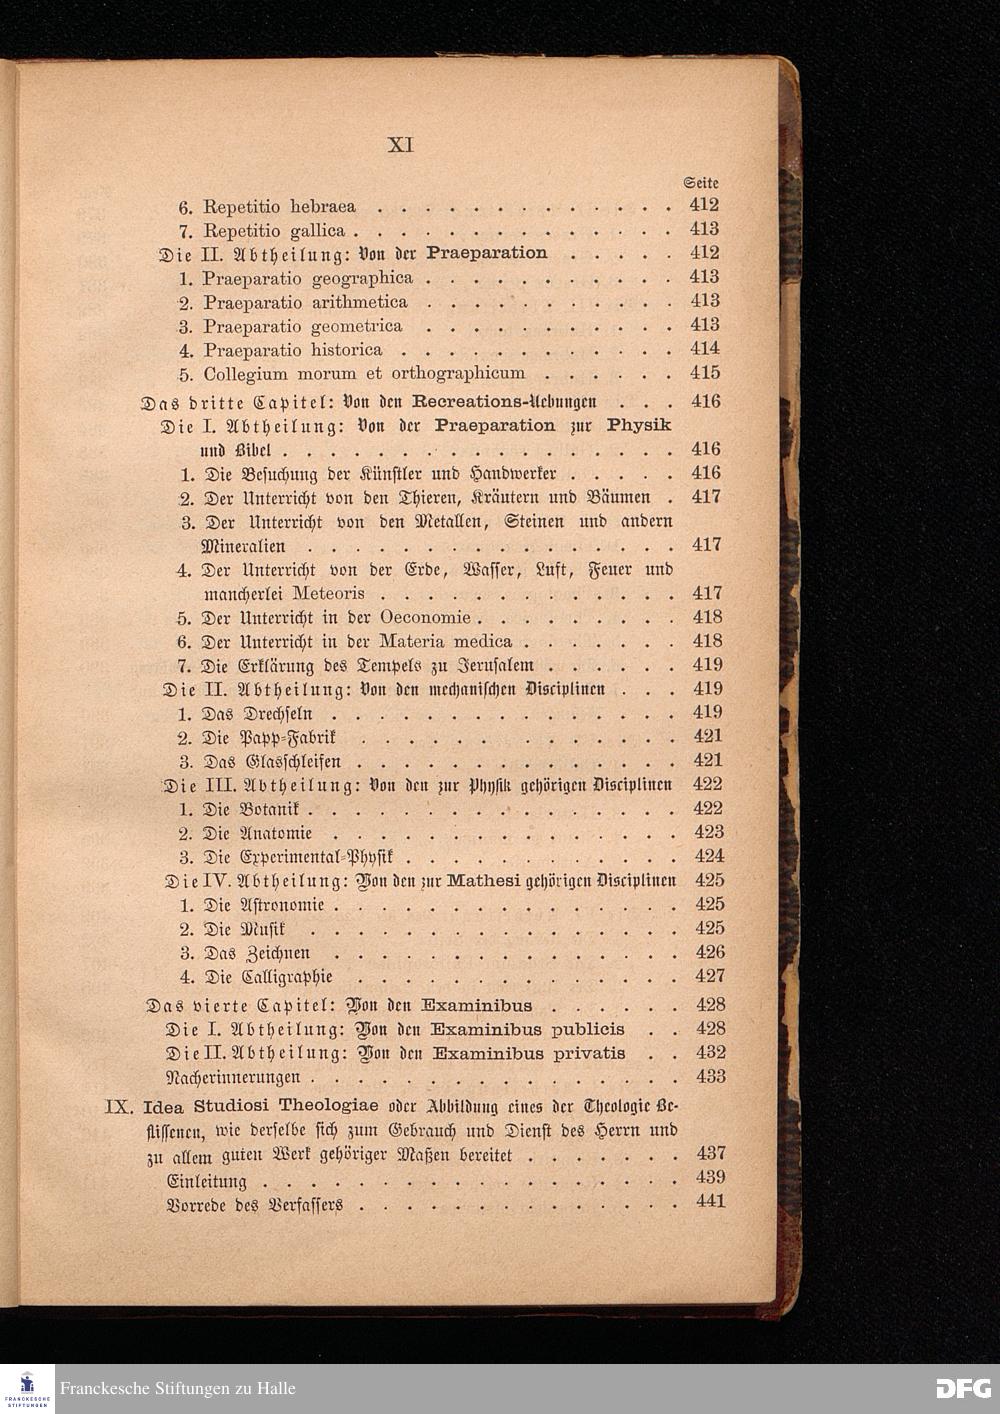 XI
Seite
6. Repetitio hebraea . . . . . . . . . . . . . 412
7. Repetitio gallica . . . . . . . . . . . . . . 413
Die II. Abtheilung: Von der Praeparation . . . . . 412
1. Praeparatio geographica . . . . . . . . . . . 413
2. Praeparatio arithmetica . . . . . . . . . . . 413
3. Praeparatio geometrica . . . . . . . . . . . 413
4. Praeparatio historica . . . . . . . . . . . . 414
5. Collegium morum et orthographicum . . . . . . 415
Das dritte Capitel: Von den Recreations-Uebungen . . . 416
Die I. Abtheilung: Von der Praeparation zur Physik
und Bibel . . . . . . . . . . . . . . . . . 416
1. Die Besuchung der Künstler und Handwerker . . . . . 416
2. Der Unterricht von den Thieren, Kräutern und Bäumen . 417
3. Der Unterricht von den Metallen, Steinen und andern
Mineralien . . . . . . . . . . . . . . . . 417
4. Der Unterricht von der Erde, Wasser, Luft, Feuer und
mancherlei Meteoris . . . . . . . . . . . . . 417
5. Der Unterricht in der Oeconomie . . . . . . . . . 418
6. Der Unterricht in der Materia medica . . . . . . . 418
7. Die Erklärung des Tempels zu Jerusalem . . . . . . 419
Die II. Abtheilung: Von den mechanischen Disciplinen . . . 419
1. Das Drechseln . . . . . . . . . . . . . . . 419
2. Die Papp-Fabrik . . . . . . . . . . . . . . 421
3. Das Glasschleifen . . . . . . . . . . . . . . 421
Die III. Abtheilung: Von den zur Physik gehörigen Disciplinen 422
1. Die Botanik . . . . . . . . . . . . . . . . 422
2. Die Anatomie . . . . . . . . . . . . . . . 423
3. Die Experimental-Physik . . . . . . . . . . . . 424
Die IV. Abtheilung: Von den zur Mathesi gehörigen Disciplinen 425
1. Die Astronomie . . . . . . . . . . . . . . . 425
2. Die Musik . . . . . . . . . . . . . . . . 425
3. Das Zeichnen . . . . . . . . . . . . . . . 426
4. Die Calligraphie . . . . . . . . . . . . . . 427
Das vierte Capitel: Von den Examinibus . . . . . . 428
Die I. Abtheilung: Von den Examinibus publicis . . 428
Die II. Abtheilung: Von den Examinibus privatis . . 432
Nacherinnerungen . . . . . . . . . . . . . . . . 433
IX. Idea Studiosi Theologiae oder Abbildung eines der Theologie Be-
flissenen, wie derselbe sich zum Gebrauch und Dienst des Herrn und
zu allem guten Werk gehöriger Maßen bereitet . . . . . . . 437
Einleitung . . . . . . . . . . . . . . . . . . 439
Vorrede des Verfassers . . . . . . . . . . . . . . 441
FRANCKESCHE
STIFTUNGEN
Franckesche Stiftungen zu Halle
DFG